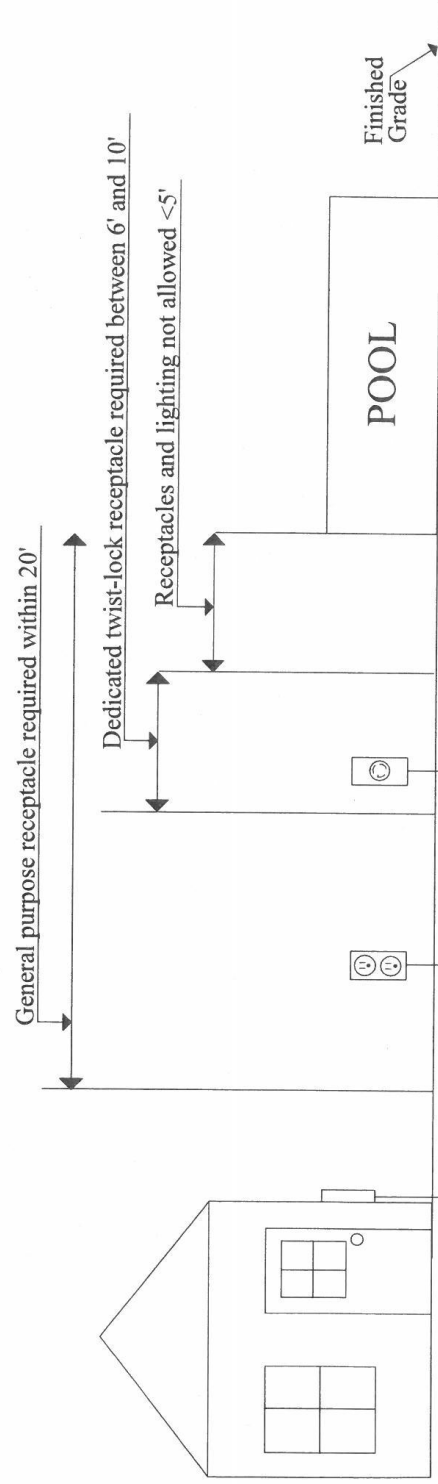 General purpose receptacle required within 20'
Dedicated twist-lock receptacle required between 6' and 10'
Receptacles and lighting not allowed <5'
POOL
Finished
Grade